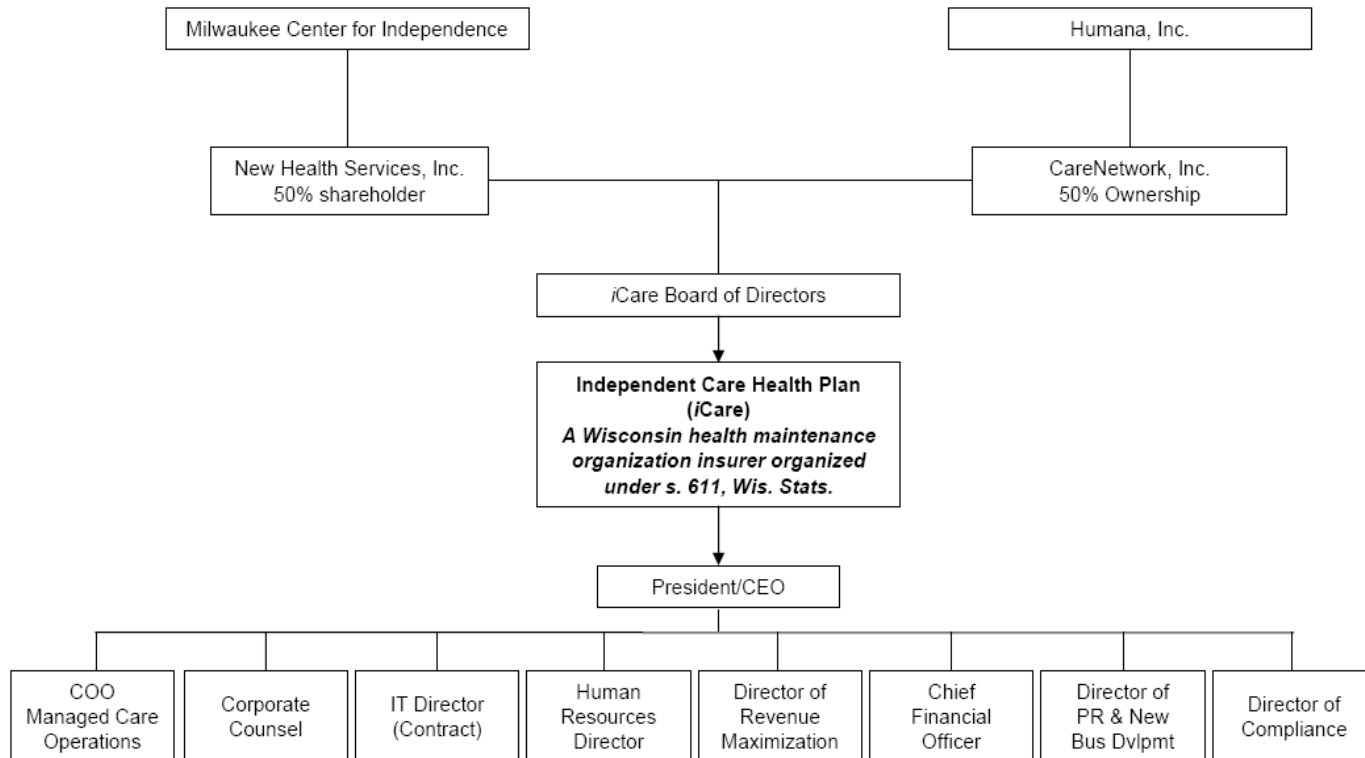 Milwaukee Center for Independence
Humana, Inc.
New Health Services, Inc.
50% shareholder
CareNetwork, Inc.
50% Ownership
iCare Board of Directors
Independent Care Health Plan
(iCare)
A Wisconsin health maintenance
organization insurer organized
under s. 611, Wis. Stats.
President/CEO
COO
Managed Care
Operations
Corporate
Counsel
IT Director
(Contract)
Human
Resources
Director
Director of
Revenue
Maximization
Chief
Financial
Officer
Director of
PR & New
Bus Dvlpmt
Director of
Compliance